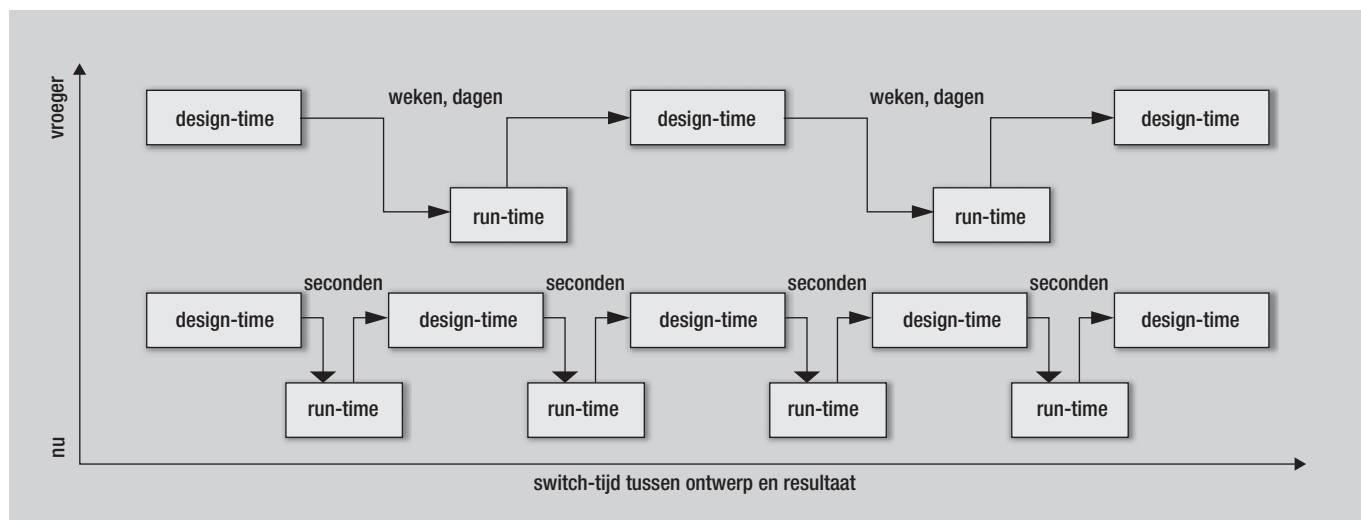 vroeger
weken, dagen
weken, dagen
design-time
design-time
design-time
run-time
run-time
seconden
seconden
seconden
seconden
design-time
design-time
design-time
design-time
design-time
run-time
run-time
run-time
run-time
nu
switch-tijd tussen ontwerp en resultaat